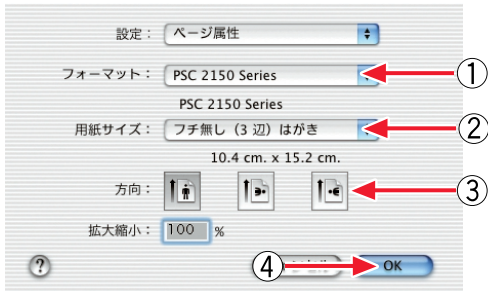 設定： ページ属性
フォーマット： PSC 2150 Series ①
PSC 2150 Series
用紙サイズ： フチ無し（3 辺）はがき ②
10.4 cm. x 15.2 cm.
方向： ③
拡大縮小： 100 %
? ④ OK